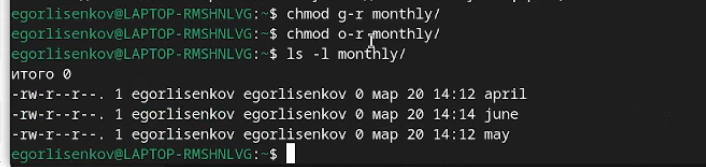 egorlisenkov@LAPTOP-RMSHNLVG:~$ chmod g-r monthly/
egorlisenkov@LAPTOP-RMSHNLVG:~$ chmod o-r monthly/
egorlisenkov@LAPTOP-RMSHNLVG:~$ ls -l monthly/
итого 0
-rw-r--r--. 1 egorlisenkov egorlisenkov 0 мар 20 14:12 april
-rw-r--r--. 1 egorlisenkov egorlisenkov 0 мар 20 14:14 june
-rw-r--r--. 1 egorlisenkov egorlisenkov 0 мар 20 14:12 may
egorlisenkov@LAPTOP-RMSHNLVG:~$